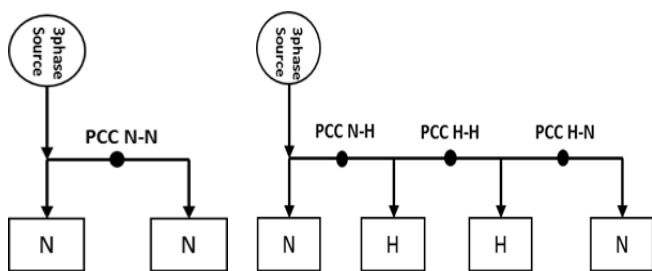 3phase
Source
PCC N-N
N
N
3phase
Source
PCC N-H
PCC H-H
PCC H-N
N
H
H
N